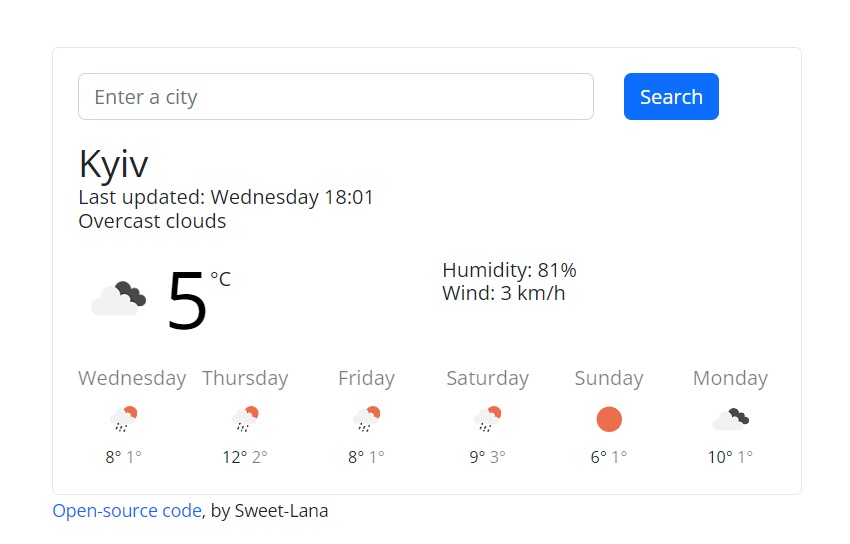 Enter a city
Search
Kyiv
Last updated: Wednesday 18:01
Overcast clouds
5 °C
Humidity: 81%
Wind: 3 km/h
Wednesday Thursday Friday Saturday Sunday Monday
8° 1° 12° 2° 8° 1° 9° 3° 6° 1° 10° 1°
Open-source code, by Sweet-Lana